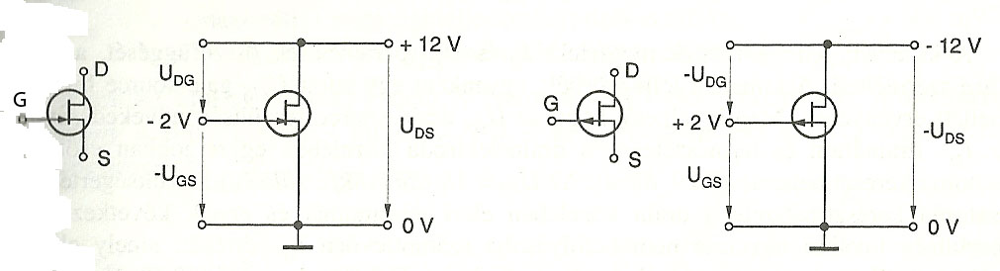 D
G
S
+ 12 V
U_DG
- 2 V
U_DS
-U_GS
0 V
D
G
S
- 12 V
-U_DG
+ 2 V
-U_DS
U_GS
0 V